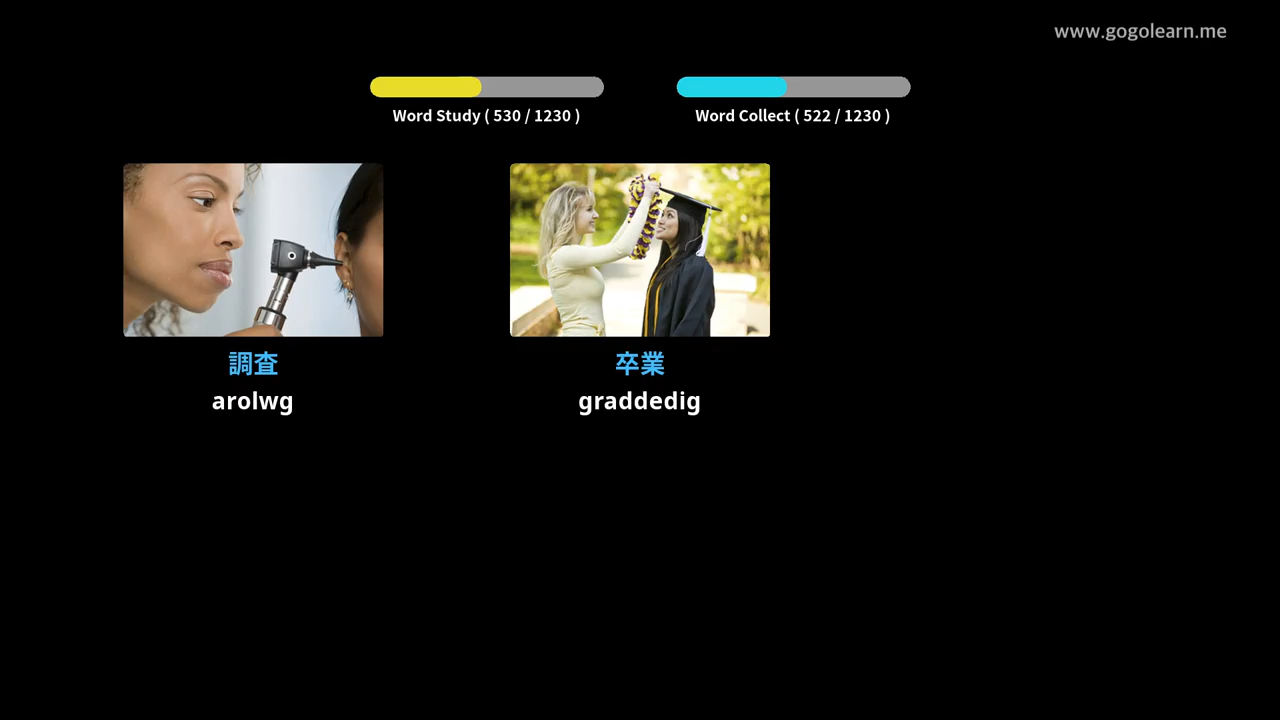 www.gogolearn.me
Word Study ( 530 / 1230 )
Word Collect ( 522 / 1230 )
調査
arolwg
卒業
graddedig